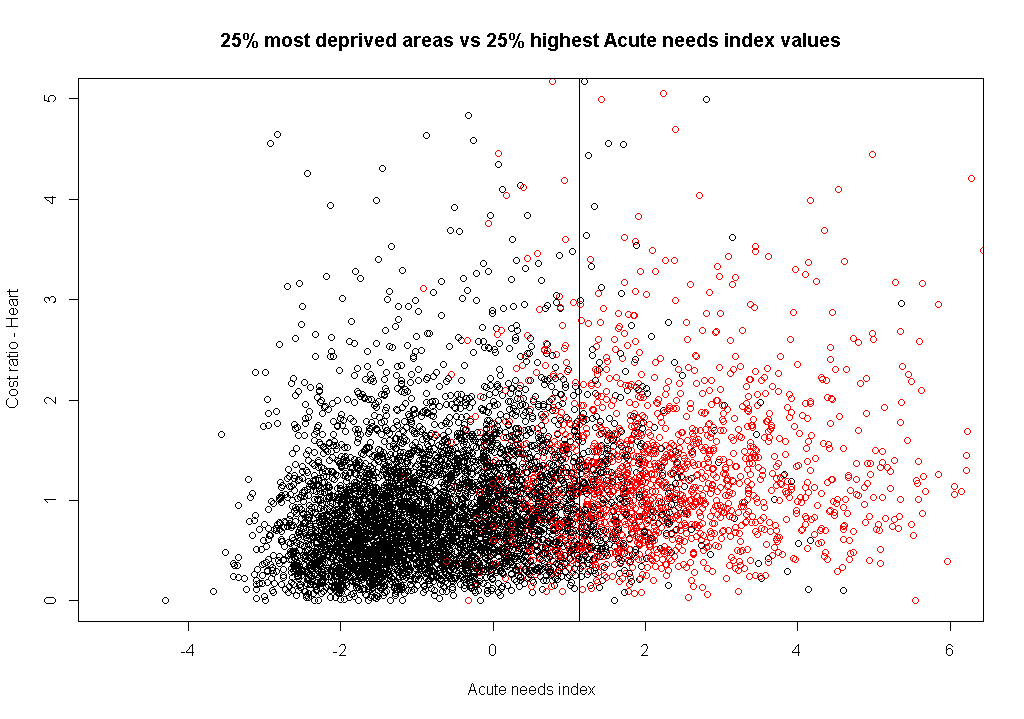 25% most deprived areas vs 25% highest Acute needs index values
5
4
3
2
1
0
Cost ratio - Heart
-4 -2 0 2 4 6
Acute needs index